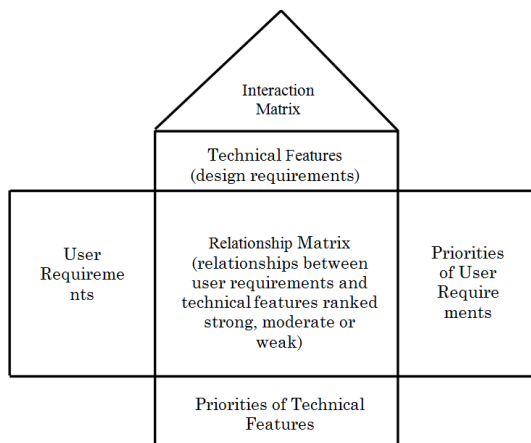 Interaction
Matrix
Technical Features
(design requirements)
User
Requireme
nts
Relationship Matrix
(relationships between
user requirements and
technical features ranked
strong, moderate or
weak)
Priorities
of User
Require
ments
Priorities of Technical
Features